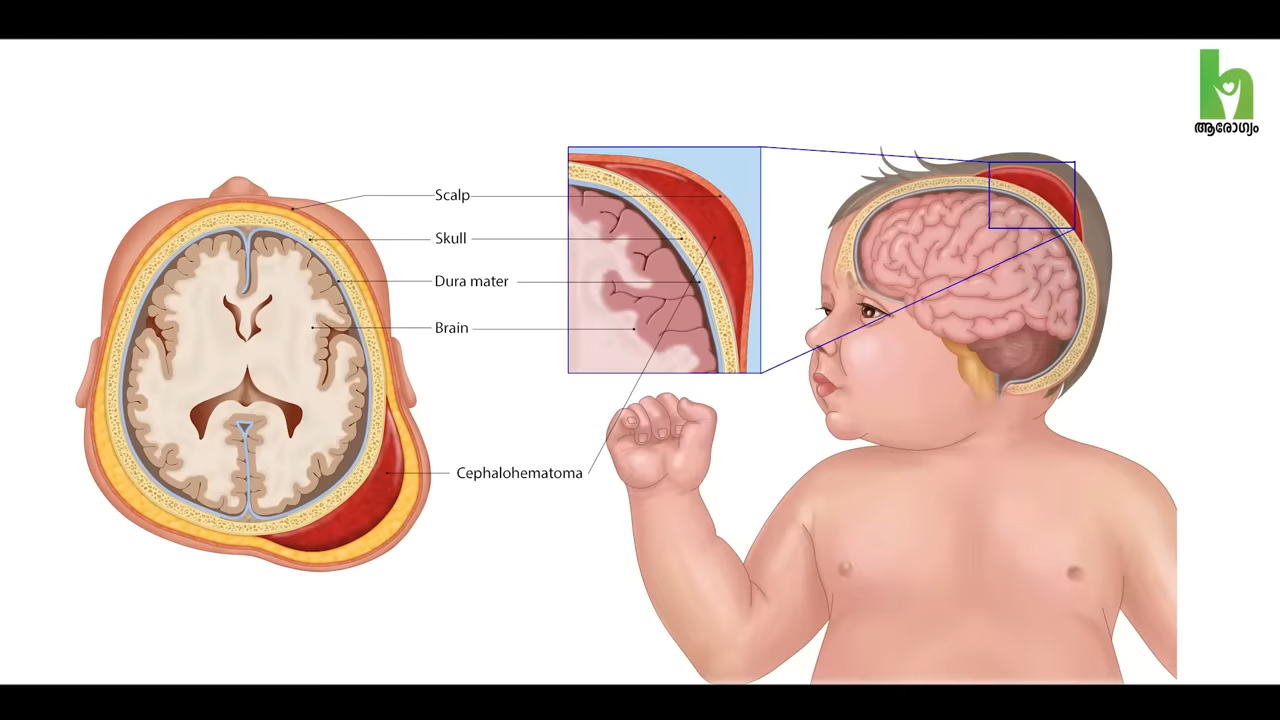 ആരോഗ്യം
Scalp
Skull
Dura mater
Brain
Cephalohematoma